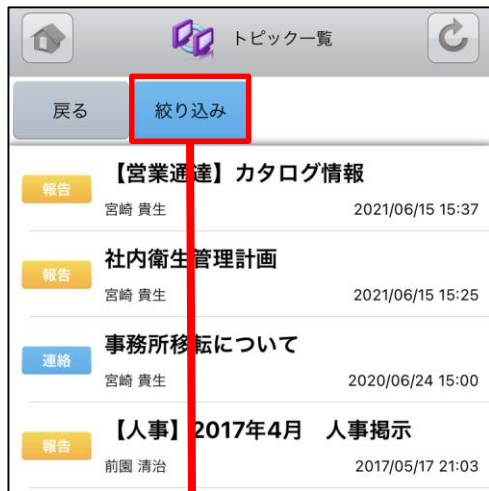 トピック一覧
戻る
絞り込み
報告
【営業通達】カタログ情報
宮崎 貴生
2021/06/15 15:37
報告
社内衛生管理計画
宮崎 貴生
2021/06/15 15:25
連絡
事務所移転について
宮崎 貴生
2020/06/24 15:00
報告
【人事】2017年4月　人事掲示
前園 清治
2017/05/17 21:03